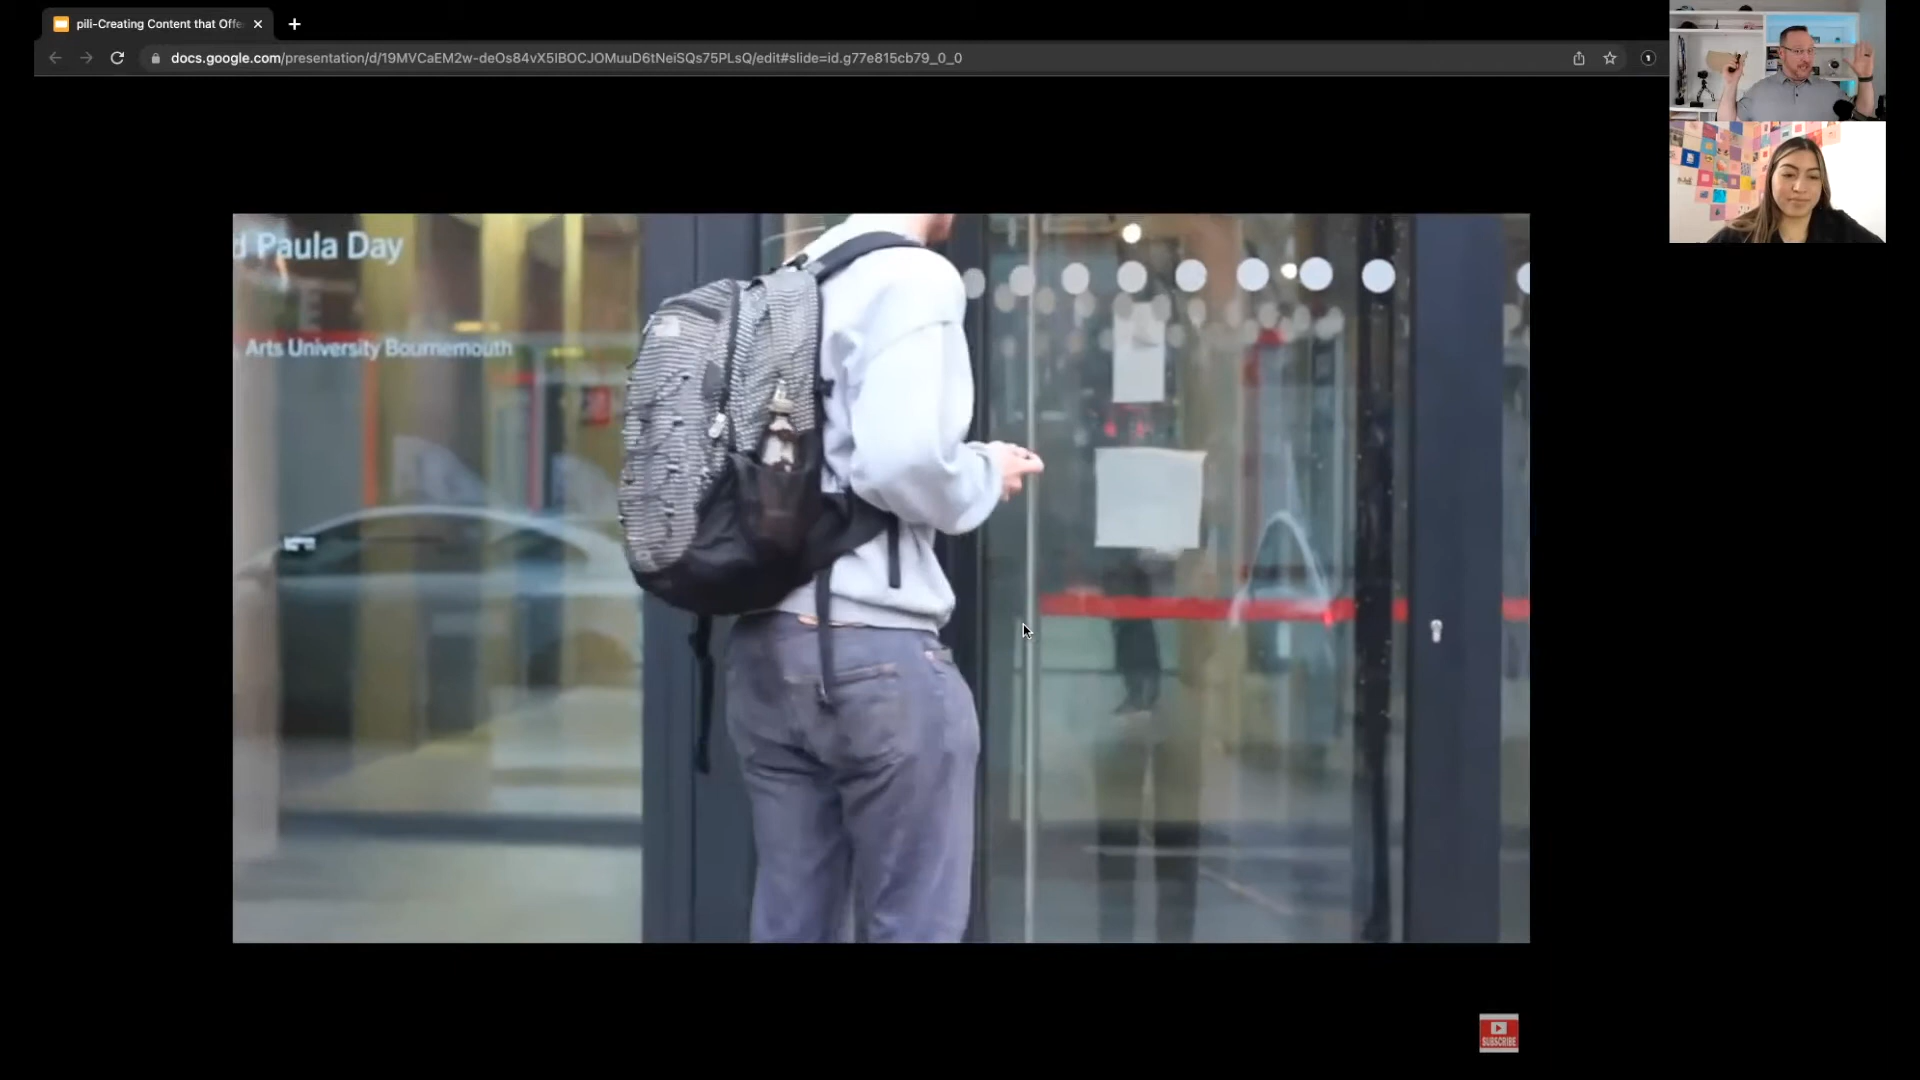 pili-Creating Content that Offe
docs.google.com/presentation/d/19MVCaEM2w-deOs84vX5IBOCJOMuuD6tNeiSQs75PLsQ/edit#slide=id.g77e815cb79_0_0
d Paula Day
Arts University Bournemouth
SUBSCRIBE